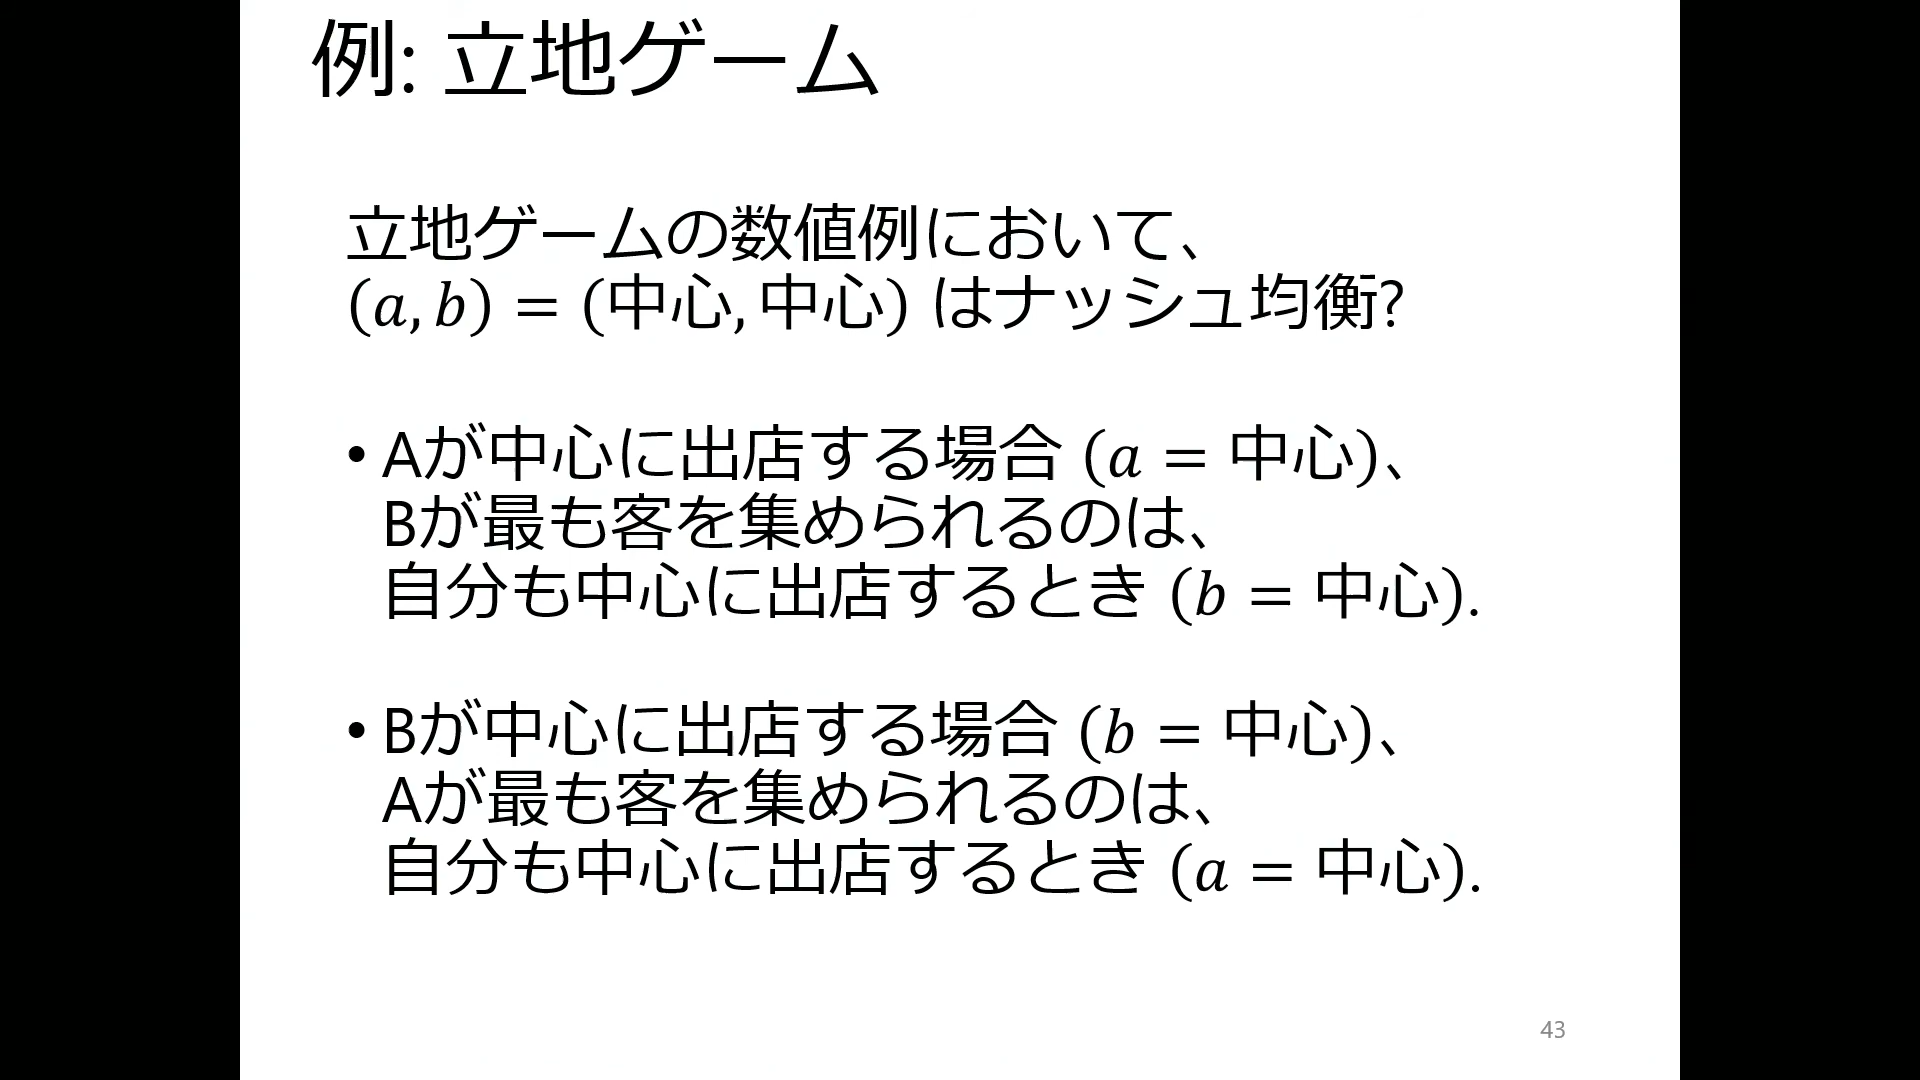 例: 立地ゲーム
立地ゲームの数値例において、
(a, b) = (中心, 中心) はナッシュ均衡?
• Aが中心に出店する場合 (a = 中心)、
Bが最も客を集められるのは、
自分も中心に出店するとき (b = 中心).
• Bが中心に出店する場合 (b = 中心)、
Aが最も客を集められるのは、
自分も中心に出店するとき (a = 中心).
43